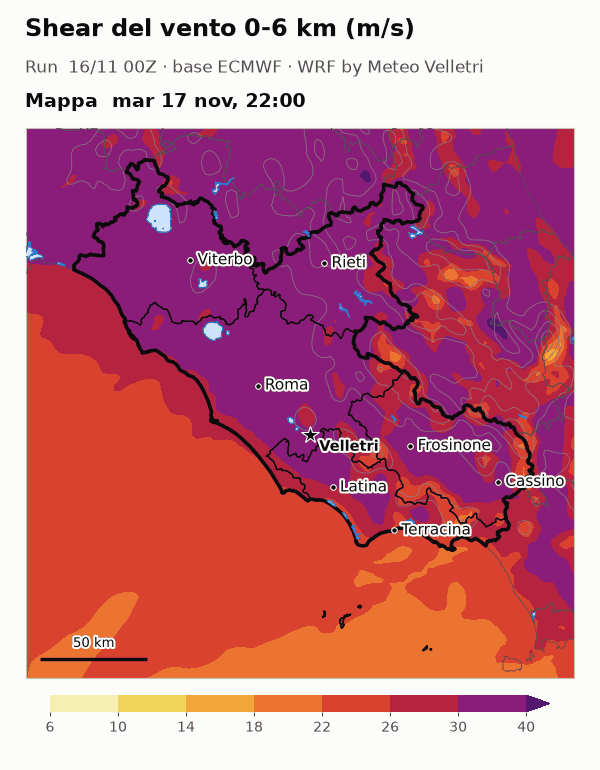 Shear del vento 0-6 km (m/s)
Run 16/11 00Z · base ECMWF · WRF by Meteo Velletri
Mappa mar 17 nov, 22:00
Viterbo
Rieti
Roma
Velletri
Frosinone
Cassino
Latina
Terracina
50 km
6 10 14 18 22 26 30 40